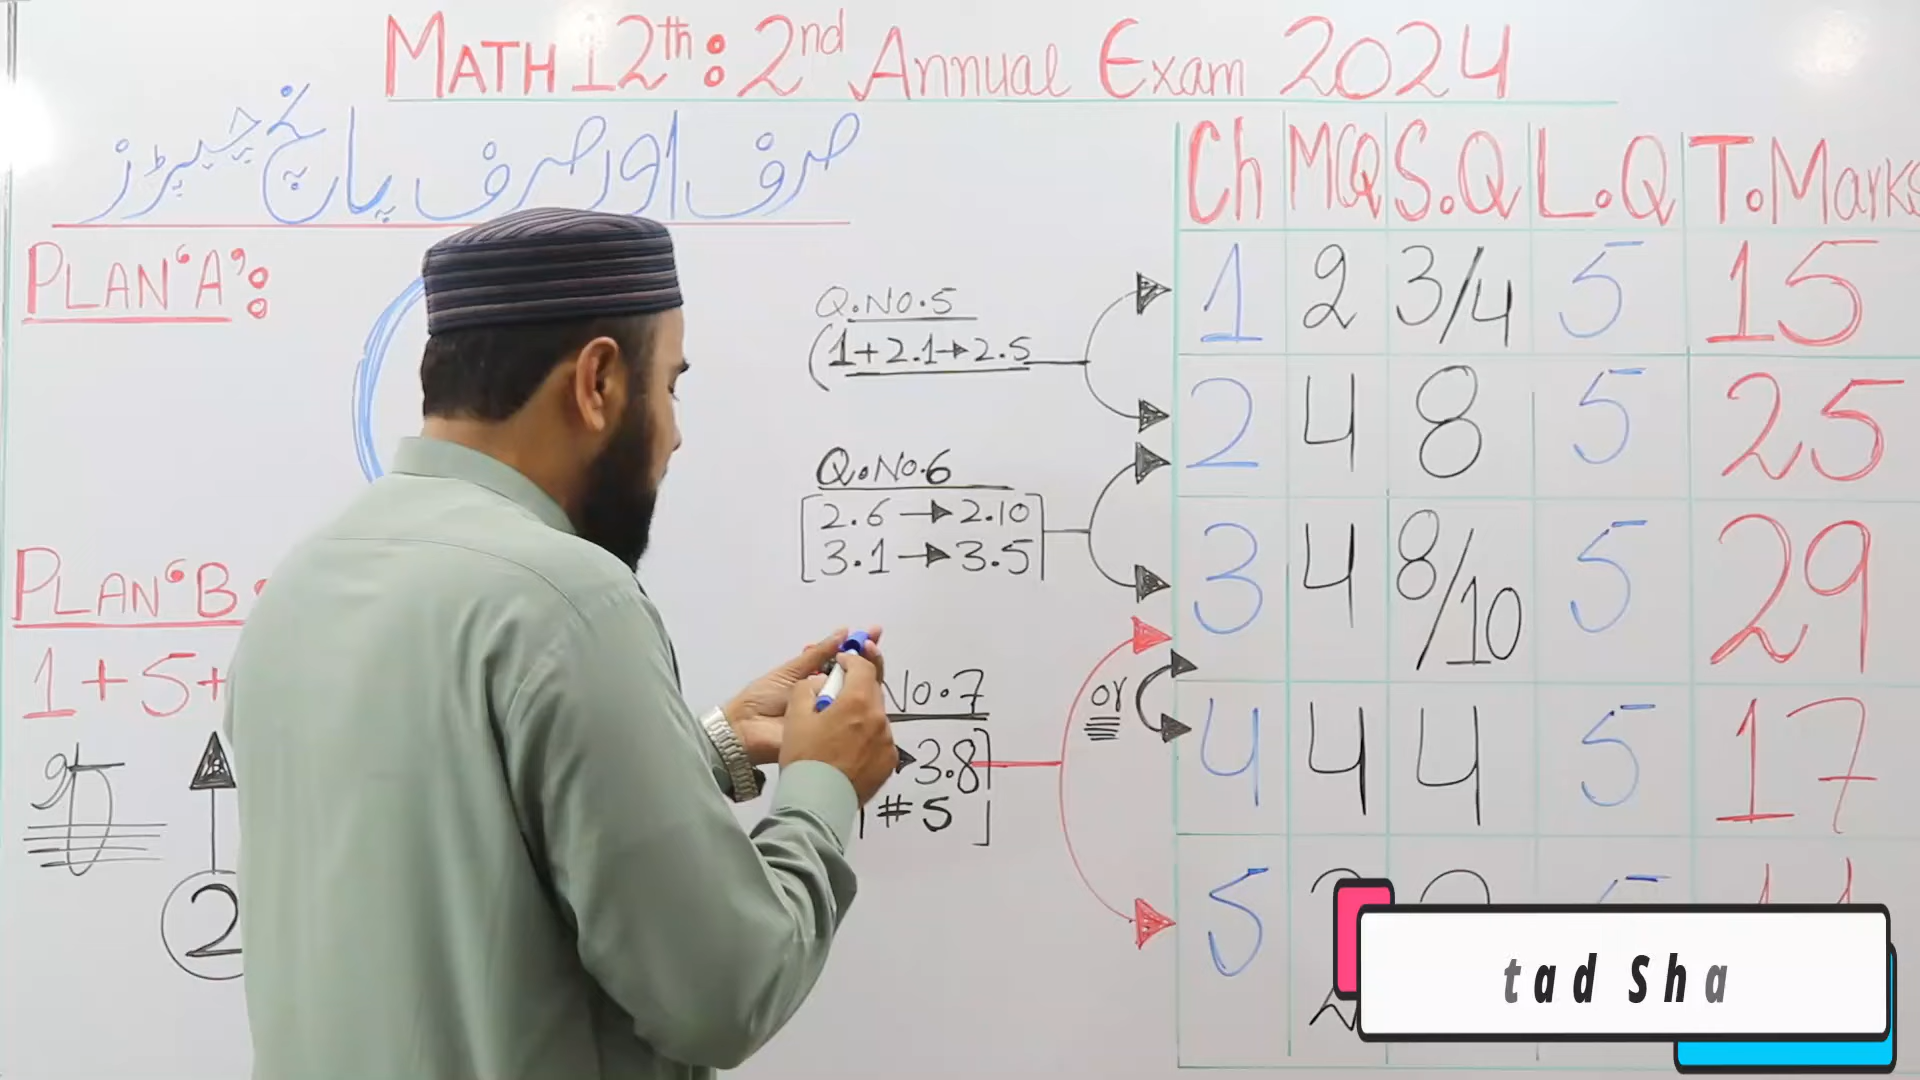 MATH 12th : 2nd Annual Exam 2024
صرف اور صرف پانچ چیپٹرز
PLAN 'A' :
Q.NO.5
(1+2.1→2.5
Q.NO.6
[2.6→2.10
3.1→3.5]
No.7
→3.8]
#5]
or
PLAN 'B
1+5+
2
Ch MCQ S.Q L.Q T.Marks
1 2 3/4 5 15
2 4 8 5 25
3 4 8/10 5 29
4 4 4 5 17
5
tad Sha